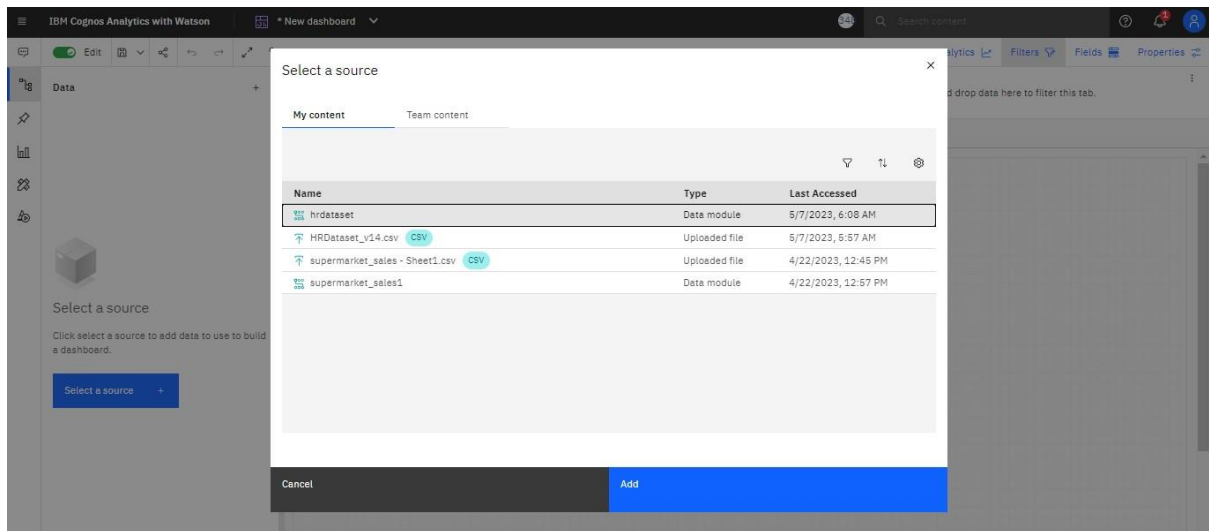 IBM Cognos Analytics with Watson
* New dashboard
Search content
1
Edit
Filters
Fields
Properties
Data +
drop data here to filter this tab.
Select a source
My content
Team content
Name Type Last Accessed
hrdataset Data module 5/7/2023, 6:08 AM
HRDataset_v14.csv CSV Uploaded file 5/7/2023, 5:57 AM
supermarket_sales - Sheet1.csv CSV Uploaded file 4/22/2023, 12:45 PM
supermarket_sales1 Data module 4/22/2023, 12:57 PM
Select a source
Click select a source to add data to use to build
a dashboard.
Select a source +
Cancel
Add